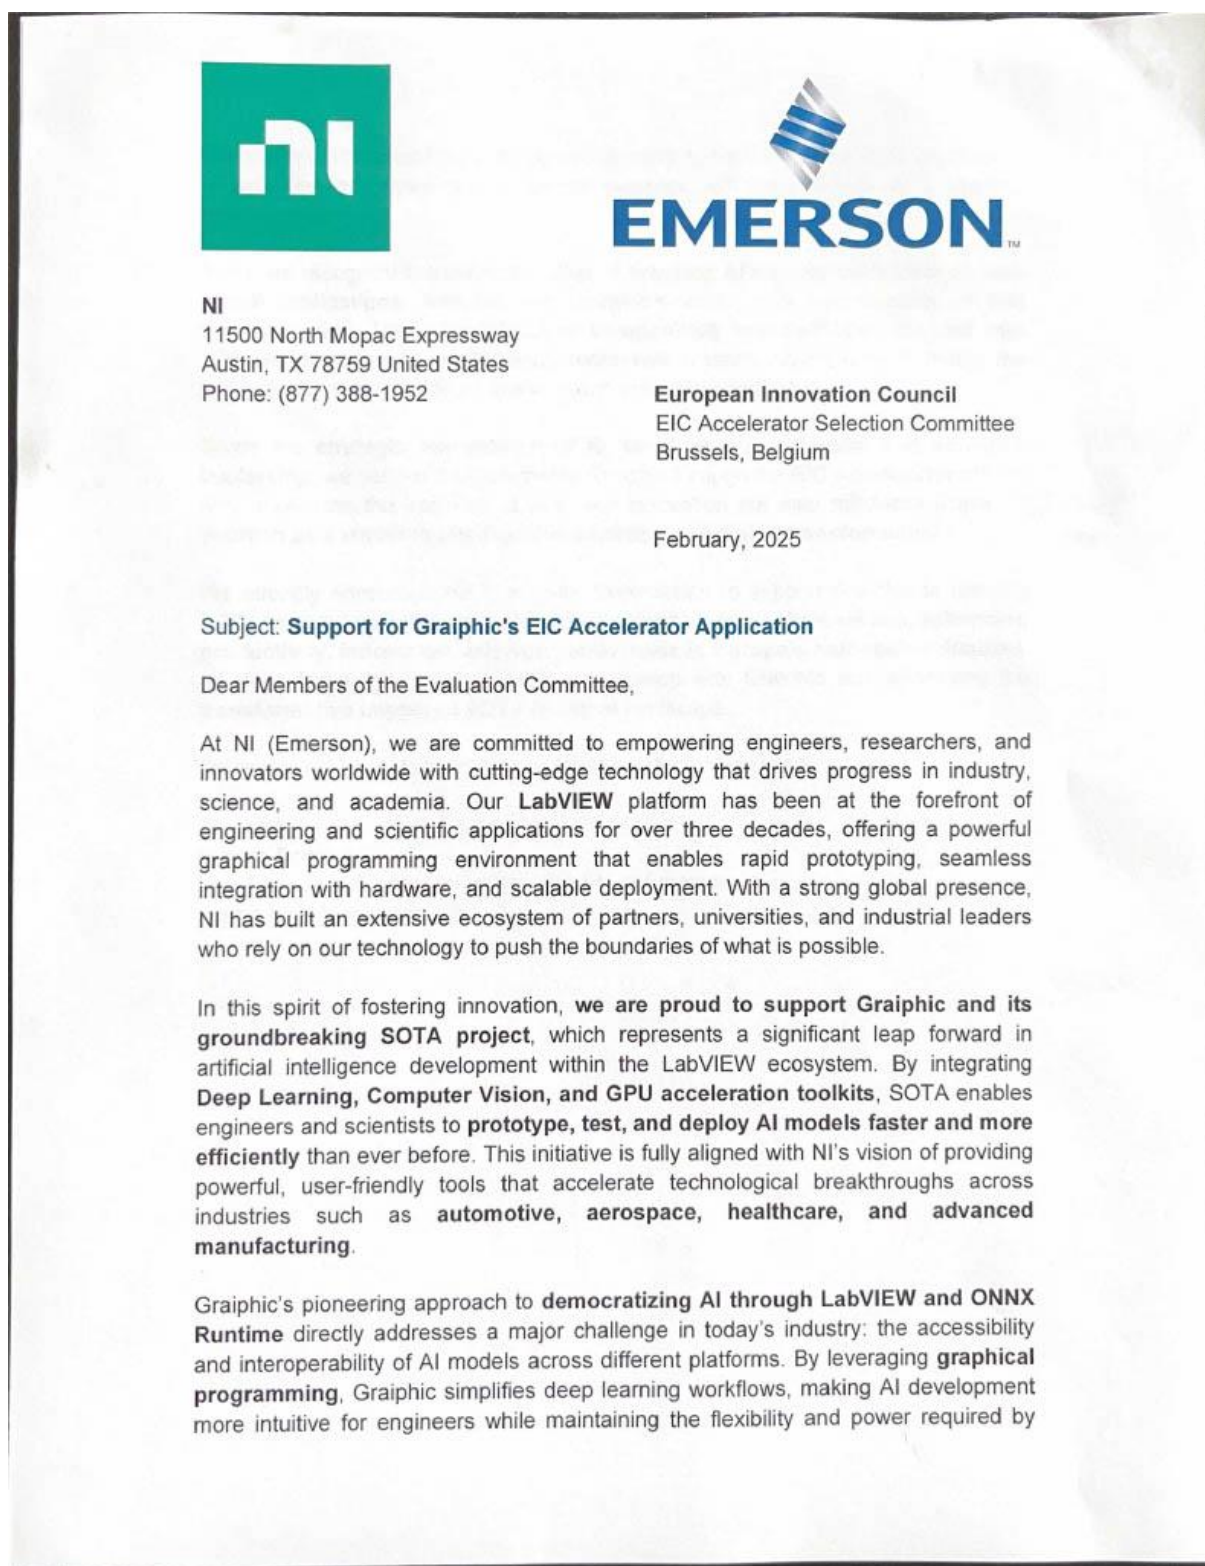 ni
EMERSON
TM
NI
11500 North Mopac Expressway
Austin, TX 78759 United States
Phone: (877) 388-1952
European Innovation Council
EIC Accelerator Selection Committee
Brussels, Belgium
February, 2025
Subject: Support for Graiphic's EIC Accelerator Application
Dear Members of the Evaluation Committee,
At NI (Emerson), we are committed to empowering engineers, researchers, and
innovators worldwide with cutting-edge technology that drives progress in industry,
science, and academia. Our LabVIEW platform has been at the forefront of
engineering and scientific applications for over three decades, offering a powerful
graphical programming environment that enables rapid prototyping, seamless
integration with hardware, and scalable deployment. With a strong global presence,
NI has built an extensive ecosystem of partners, universities, and industrial leaders
who rely on our technology to push the boundaries of what is possible.
In this spirit of fostering innovation, we are proud to support Graiphic and its
groundbreaking SOTA project, which represents a significant leap forward in
artificial intelligence development within the LabVIEW ecosystem. By integrating
Deep Learning, Computer Vision, and GPU acceleration toolkits, SOTA enables
engineers and scientists to prototype, test, and deploy AI models faster and more
efficiently than ever before. This initiative is fully aligned with NI's vision of providing
powerful, user-friendly tools that accelerate technological breakthroughs across
industries such as automotive, aerospace, healthcare, and advanced
manufacturing.
Graiphic's pioneering approach to democratizing AI through LabVIEW and ONNX
Runtime directly addresses a major challenge in today's industry: the accessibility
and interoperability of AI models across different platforms. By leveraging graphical
programming, Graiphic simplifies deep learning workflows, making AI development
more intuitive for engineers while maintaining the flexibility and power required by